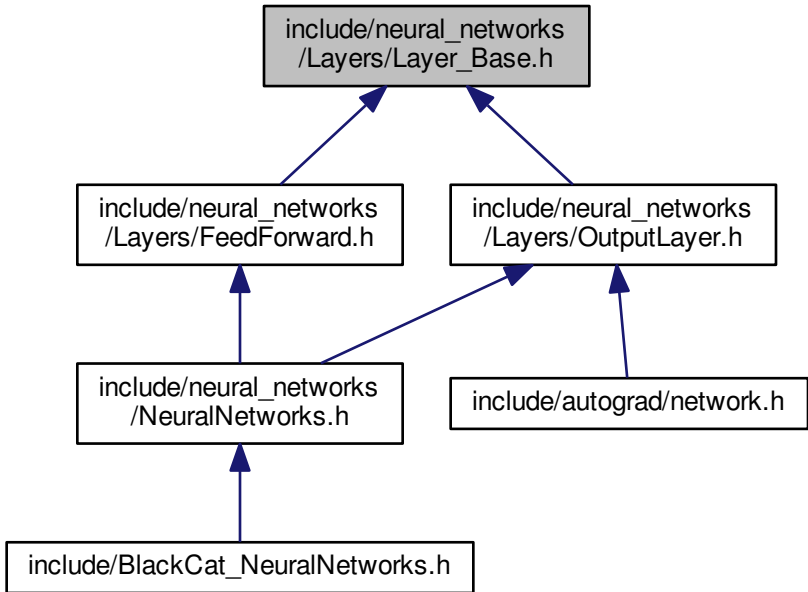 include/neural_networks
/Layers/Layer_Base.h
include/neural_networks
/Layers/FeedForward.h
include/neural_networks
/Layers/OutputLayer.h
include/neural_networks
/NeuralNetworks.h
include/autograd/network.h
include/BlackCat_NeuralNetworks.h